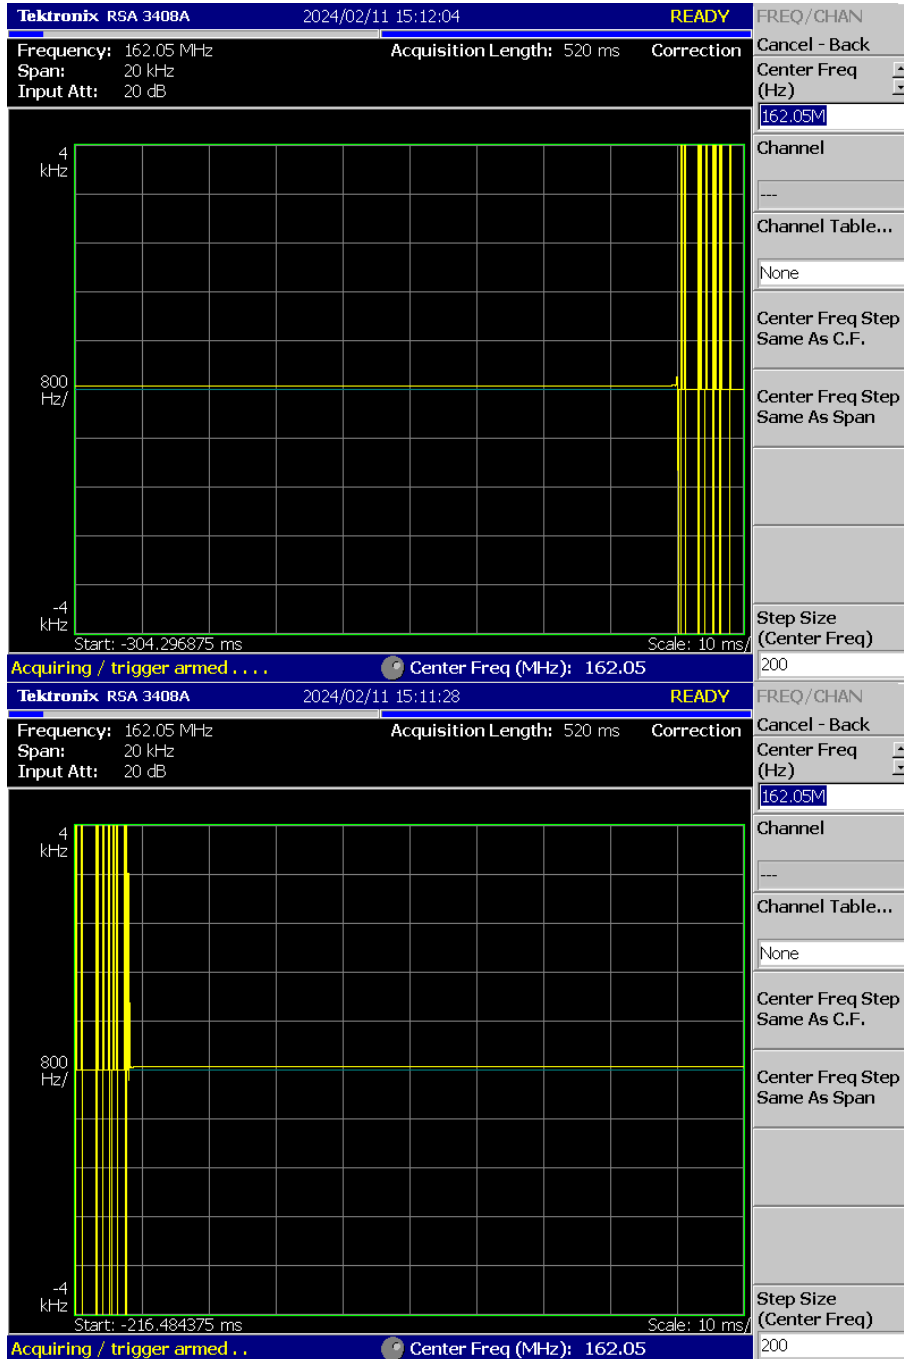 Tektronix RSA 3408A 2024/02/11 15:12:04 READY FREQ/CHAN
Frequency: 162.05 MHz Acquisition Length: 520 ms Correction
Span: 20 kHz
Input Att: 20 dB
4
kHz
800
Hz/
-4
kHz
Start: -304.296875 ms Scale: 10 ms/
Acquiring / trigger armed . . . . Center Freq (MHz): 162.05
Cancel - Back
Center Freq
(Hz)
162.05M
Channel
---
Channel Table...
None
Center Freq Step
Same As C.F.
Center Freq Step
Same As Span
Step Size
(Center Freq)
200
Tektronix RSA 3408A 2024/02/11 15:11:28 READY FREQ/CHAN
Frequency: 162.05 MHz Acquisition Length: 520 ms Correction
Span: 20 kHz
Input Att: 20 dB
4
kHz
800
Hz/
-4
kHz
Start: -216.484375 ms Scale: 10 ms/
Acquiring / trigger armed . . Center Freq (MHz): 162.05
Cancel - Back
Center Freq
(Hz)
162.05M
Channel
---
Channel Table...
None
Center Freq Step
Same As C.F.
Center Freq Step
Same As Span
Step Size
(Center Freq)
200